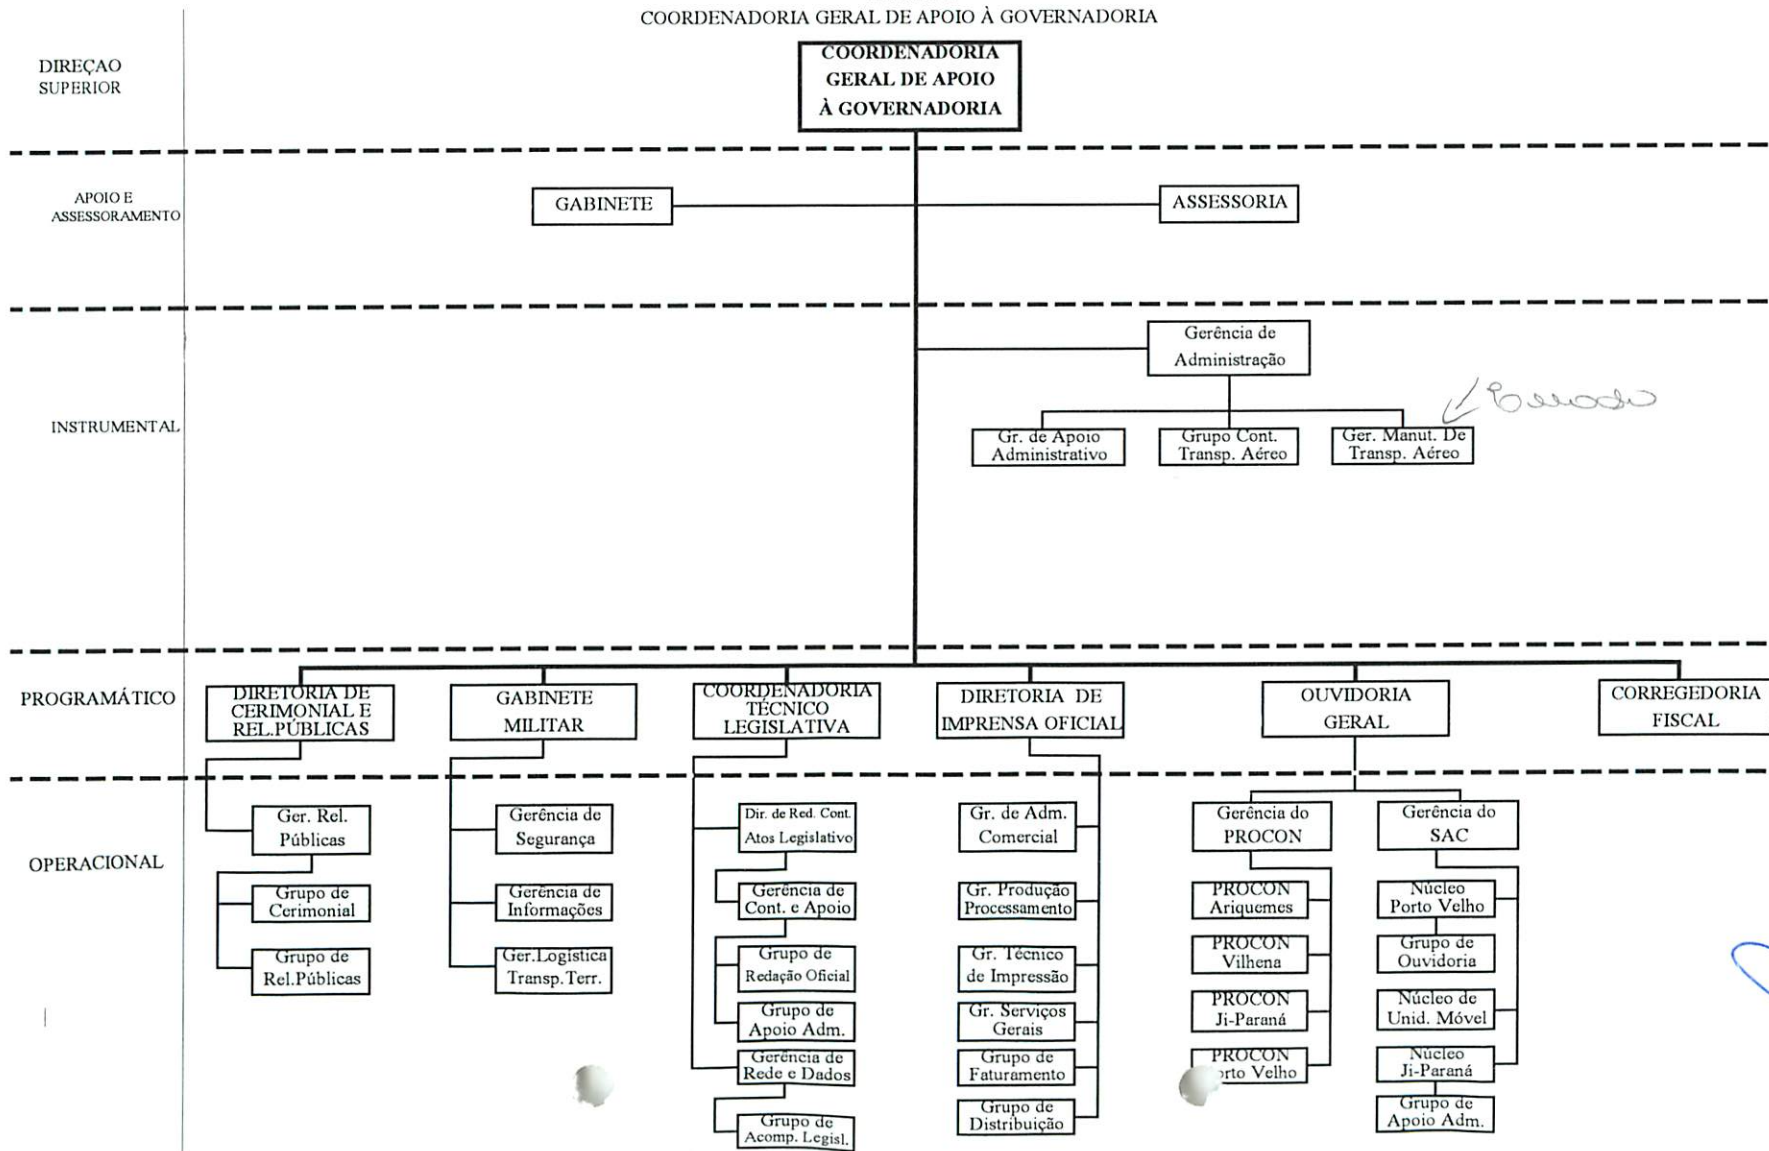 COORDENADORIA GERAL DE APOIO À GOVERNADORIA
DIREÇAO
SUPERIOR
COORDENADORIA
GERAL DE APOIO
À GOVERNADORIA
APOIO E
ASSESSORAMENTO
GABINETE
ASSESSORIA
INSTRUMENTAL
Gerência de
Administração
Gr. de Apoio
Administrativo
Grupo Cont.
Transp. Aéreo
Ger. Manut. De
Transp. Aéreo
PROGRAMÁTICO
DIRETORIA DE
CERIMONIAL E
REL.PÚBLICAS
GABINETE
MILITAR
COORDENADORIA
TÉCNICO
LEGISLATIVA
DIRETORIA DE
IMPRENSA OFICIAL
OUVIDORIA
GERAL
CORREGEDORIA
FISCAL
OPERACIONAL
Ger. Rel.
Públicas
Grupo de
Cerimonial
Grupo de
Rel.Públicas
Gerência de
Segurança
Gerência de
Informações
Ger.Logística
Transp.Terr.
Dir. de Red. Cont.
Atos Legislativo
Gerência de
Cont. e Apoio
Grupo de
Redação Oficial
Grupo de
Apoio Adm.
Gerência de
Rede e Dados
Grupo de
Acomp. Legisl.
Gr. de Adm.
Comercial
Gr. Produção
Processamento
Gr. Técnico
de Impressão
Gr. Serviços
Gerais
Grupo de
Faturamento
Grupo de
Distribuição
Gerência do
PROCON
PROCON
Ariquemes
PROCON
Vilhena
PROCON
Ji-Paraná
PROCON
orto Velho
Gerência do
SAC
Núcleo
Porto Velho
Grupo de
Ouvidoria
Núcleo de
Unid. Móvel
Núcleo
Ji-Paraná
Grupo de
Apoio Adm.